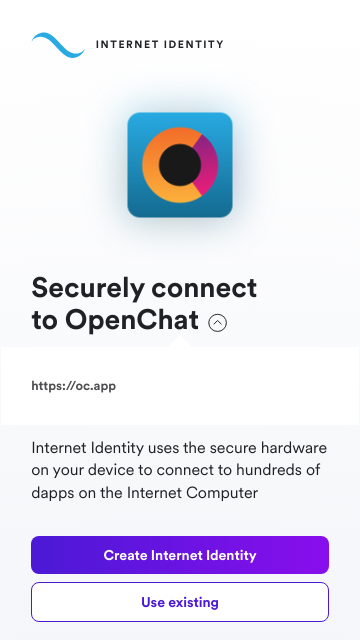 INTERNET IDENTITY
Securely connect
to OpenChat
https://oc.app
Internet Identity uses the secure hardware
on your device to connect to hundreds of
dapps on the Internet Computer
Create Internet Identity
Use existing